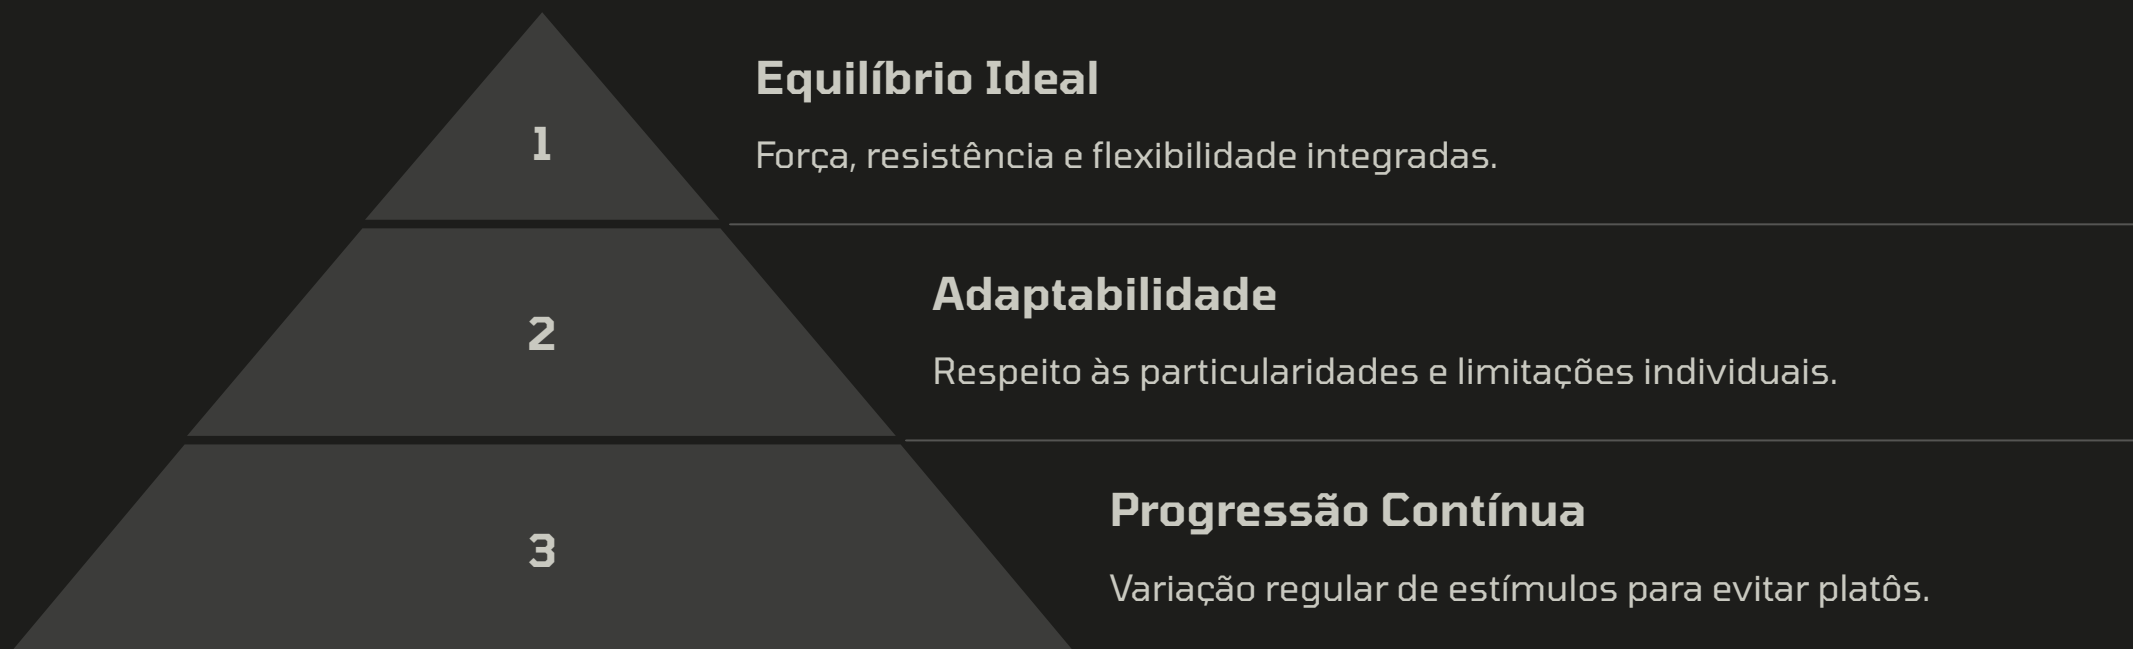 1
Equilíbrio Ideal
Força, resistência e flexibilidade integradas.
2
Adaptabilidade
Respeito às particularidades e limitações individuais.
3
Progressão Contínua
Variação regular de estímulos para evitar platôs.